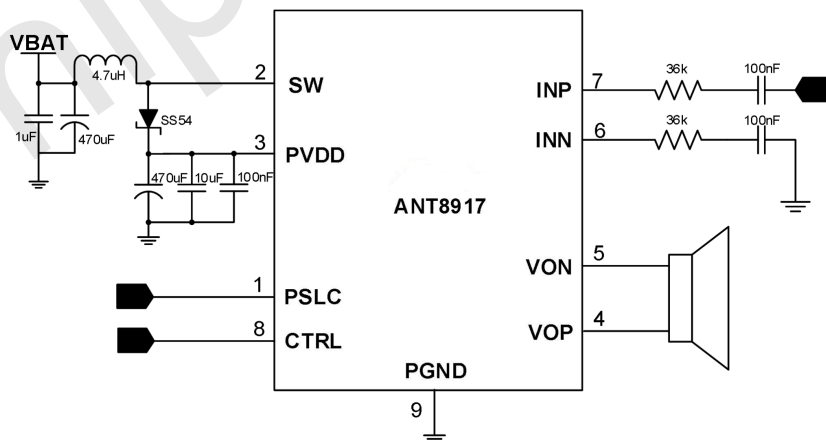 VBAT
4.7uH
1uF
470uF
SS54
470uF
10uF
100nF
2
SW
3
PVDD
1
PSLC
8
CTRL
ANT8917
PGND
9
INP
7
36k
100nF
INN
6
36k
100nF
VON
5
VOP
4